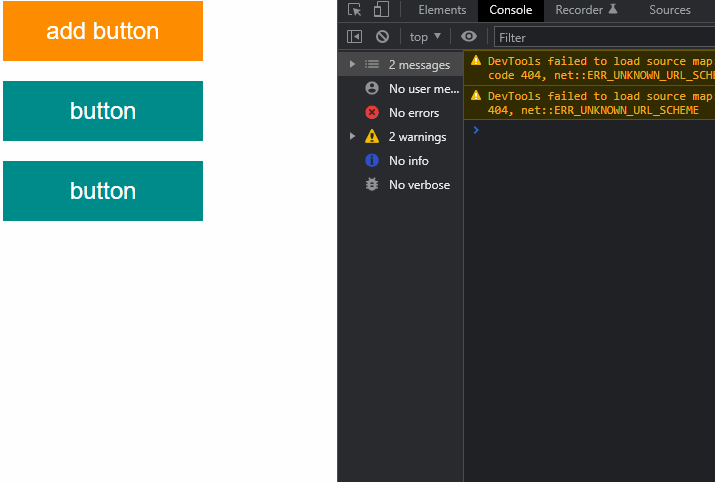 add button
button
button
Elements Console Recorder Sources
top Filter
2 messages
No user me...
No errors
2 warnings
No info
No verbose
DevTools failed to load source map
code 404, net::ERR_UNKNOWN_URL_SCHE
DevTools failed to load source map
404, net::ERR_UNKNOWN_URL_SCHEME